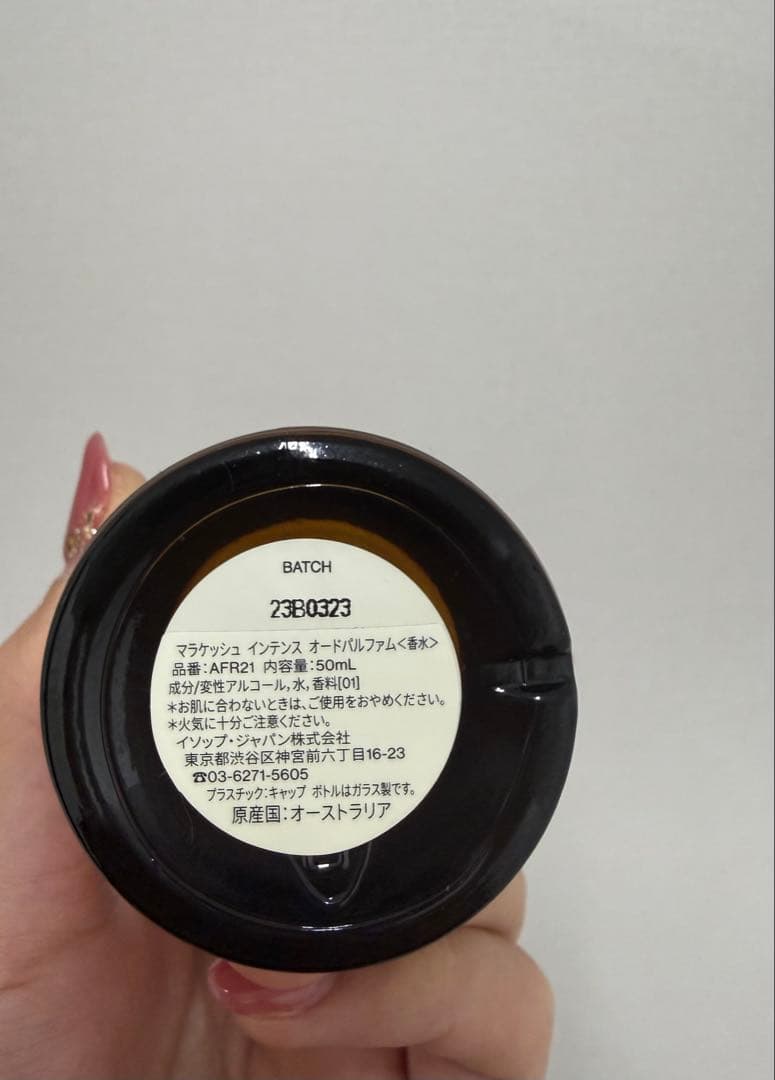 BATCH
23B0323
マラケッシュ インテンス オードパルファム<香水>
品番:AFR21 内容量:50mL
成分/変性アルコール,水,香料[01]
*お肌に合わないときは、ご使用をおやめください。
*火気に十分ご注意ください。
イソップ・ジャパン株式会社
東京都渋谷区神宮前六丁目16-23
☎03-6271-5605
プラスチック:キャップ ボトルはガラス製です。
原産国:オーストラリア